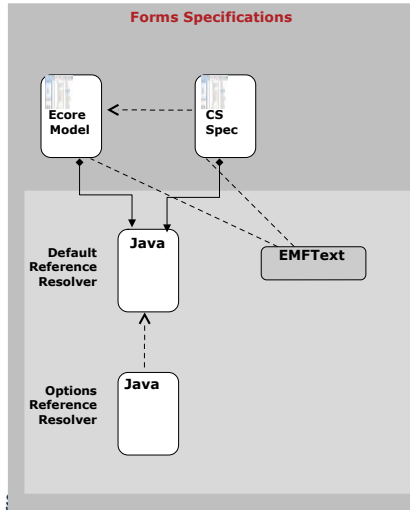 Forms Specifications
Ecore
Model
CS
Spec
Default
Reference
Resolver
Java
EMFText
Options
Reference
Resolver
Java